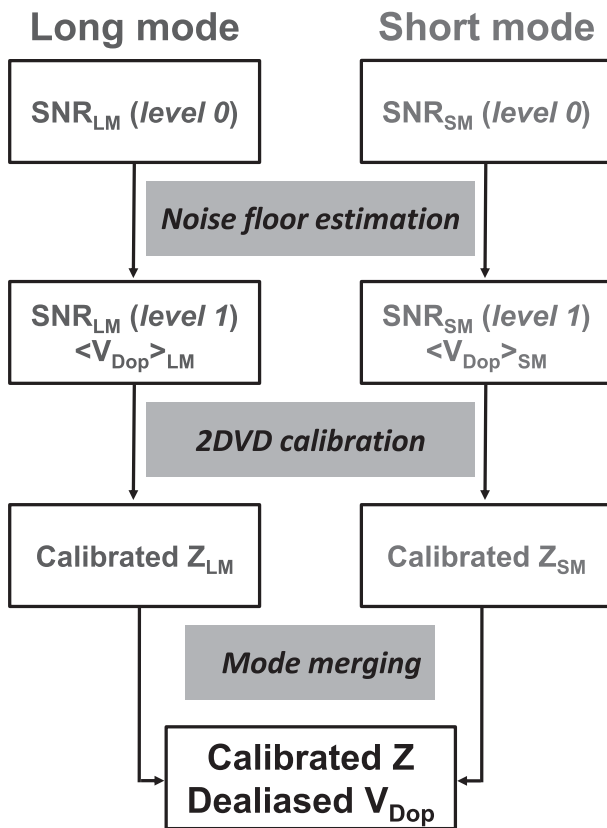 Long mode
Short mode
SNR_LM (level 0)
SNR_SM (level 0)
Noise floor estimation
SNR_LM (level 1)
<V_Dop>_LM
SNR_SM (level 1)
<V_Dop>_SM
2DVD calibration
Calibrated Z_LM
Calibrated Z_SM
Mode merging
Calibrated Z
Dealiased V_Dop